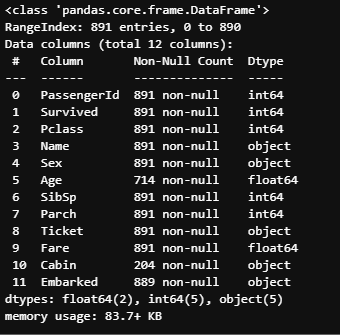 <class 'pandas.core.frame.DataFrame'>
RangeIndex: 891 entries, 0 to 890
Data columns (total 12 columns):
 #   Column       Non-Null Count  Dtype
---  ------       --------------  -----
 0   PassengerId  891 non-null    int64
 1   Survived     891 non-null    int64
 2   Pclass       891 non-null    int64
 3   Name         891 non-null    object
 4   Sex          891 non-null    object
 5   Age          714 non-null    float64
 6   SibSp        891 non-null    int64
 7   Parch        891 non-null    int64
 8   Ticket       891 non-null    object
 9   Fare         891 non-null    float64
 10  Cabin        204 non-null    object
 11  Embarked     889 non-null    object
dtypes: float64(2), int64(5), object(5)
memory usage: 83.7+ KB